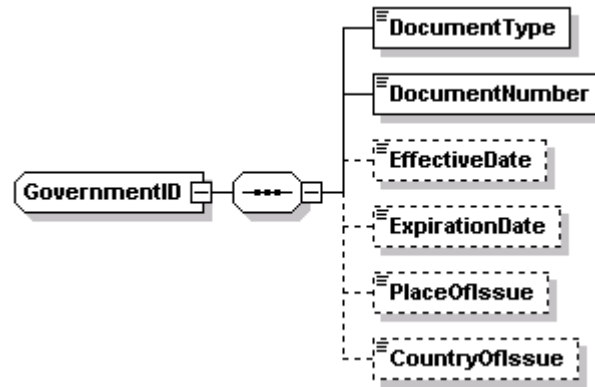 DocumentType
DocumentNumber
EffectiveDate
GovernmentID
ExpirationDate
PlaceOfIssue
CountryOfIssue